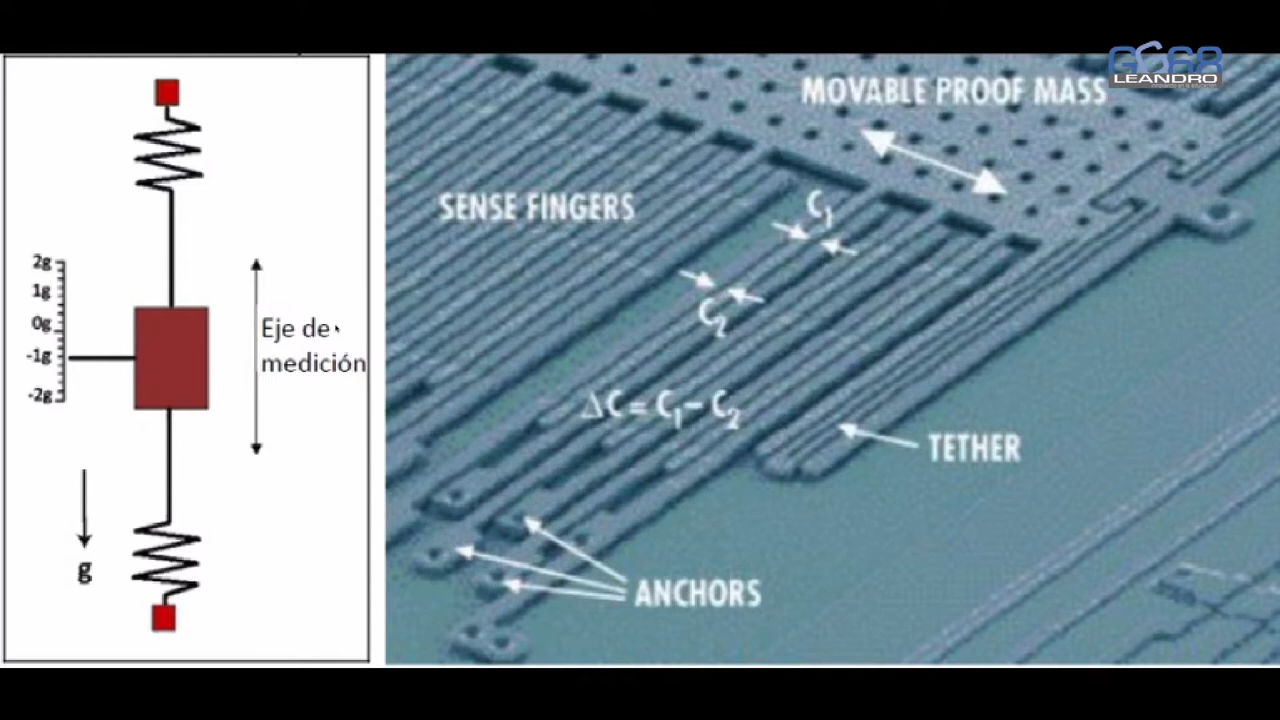 2g
1g
0g
-1g
-2g
Eje de
medición
g
GG68
LEANDRO
MOVABLE PROOF MASS
SENSE FINGERS
C1
C2
ΔC = C1 – C2
TETHER
ANCHORS